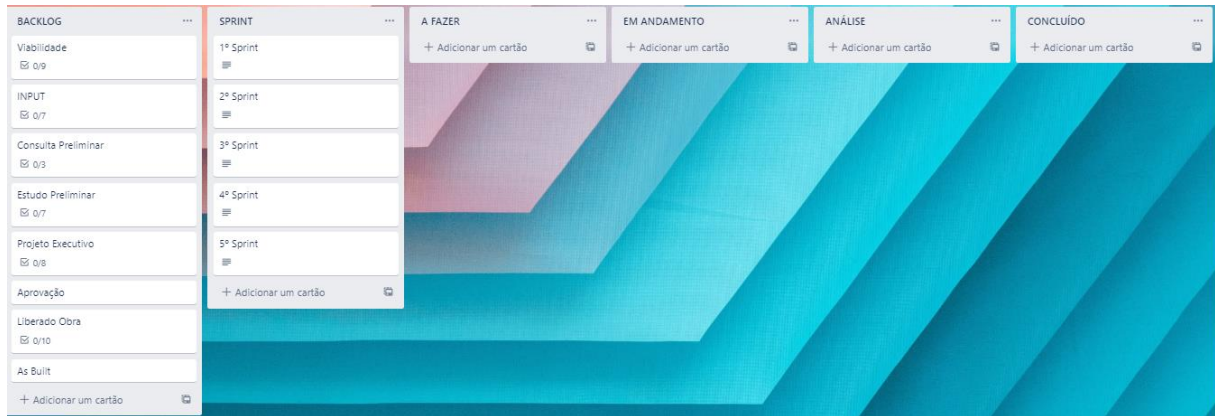 BACKLOG
Viabilidade
0/9
INPUT
0/7
Consulta Preliminar
0/3
Estudo Preliminar
0/7
Projeto Executivo
0/8
Aprovação
Liberado Obra
0/10
As Built
+ Adicionar um cartão
SPRINT
1º Sprint
2º Sprint
3º Sprint
4º Sprint
5º Sprint
+ Adicionar um cartão
A FAZER
+ Adicionar um cartão
EM ANDAMENTO
+ Adicionar um cartão
ANÁLISE
+ Adicionar um cartão
CONCLUÍDO
+ Adicionar um cartão